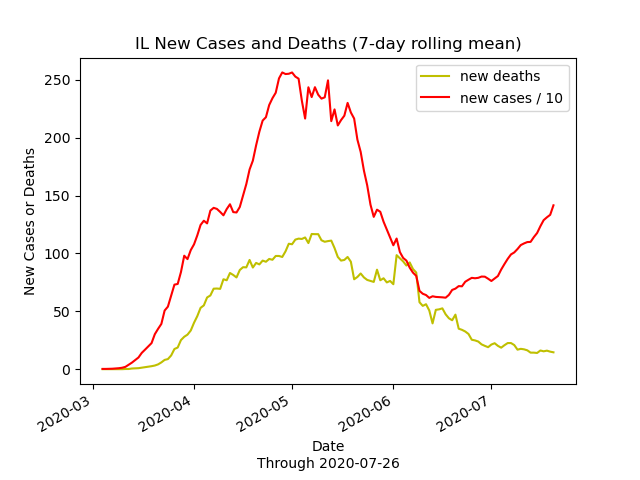 IL New Cases and Deaths (7-day rolling mean)
new deaths
new cases / 10
250
200
150
100
50
0
New Cases or Deaths
2020-03
2020-04
2020-05
2020-06
2020-07
Date
Through 2020-07-26